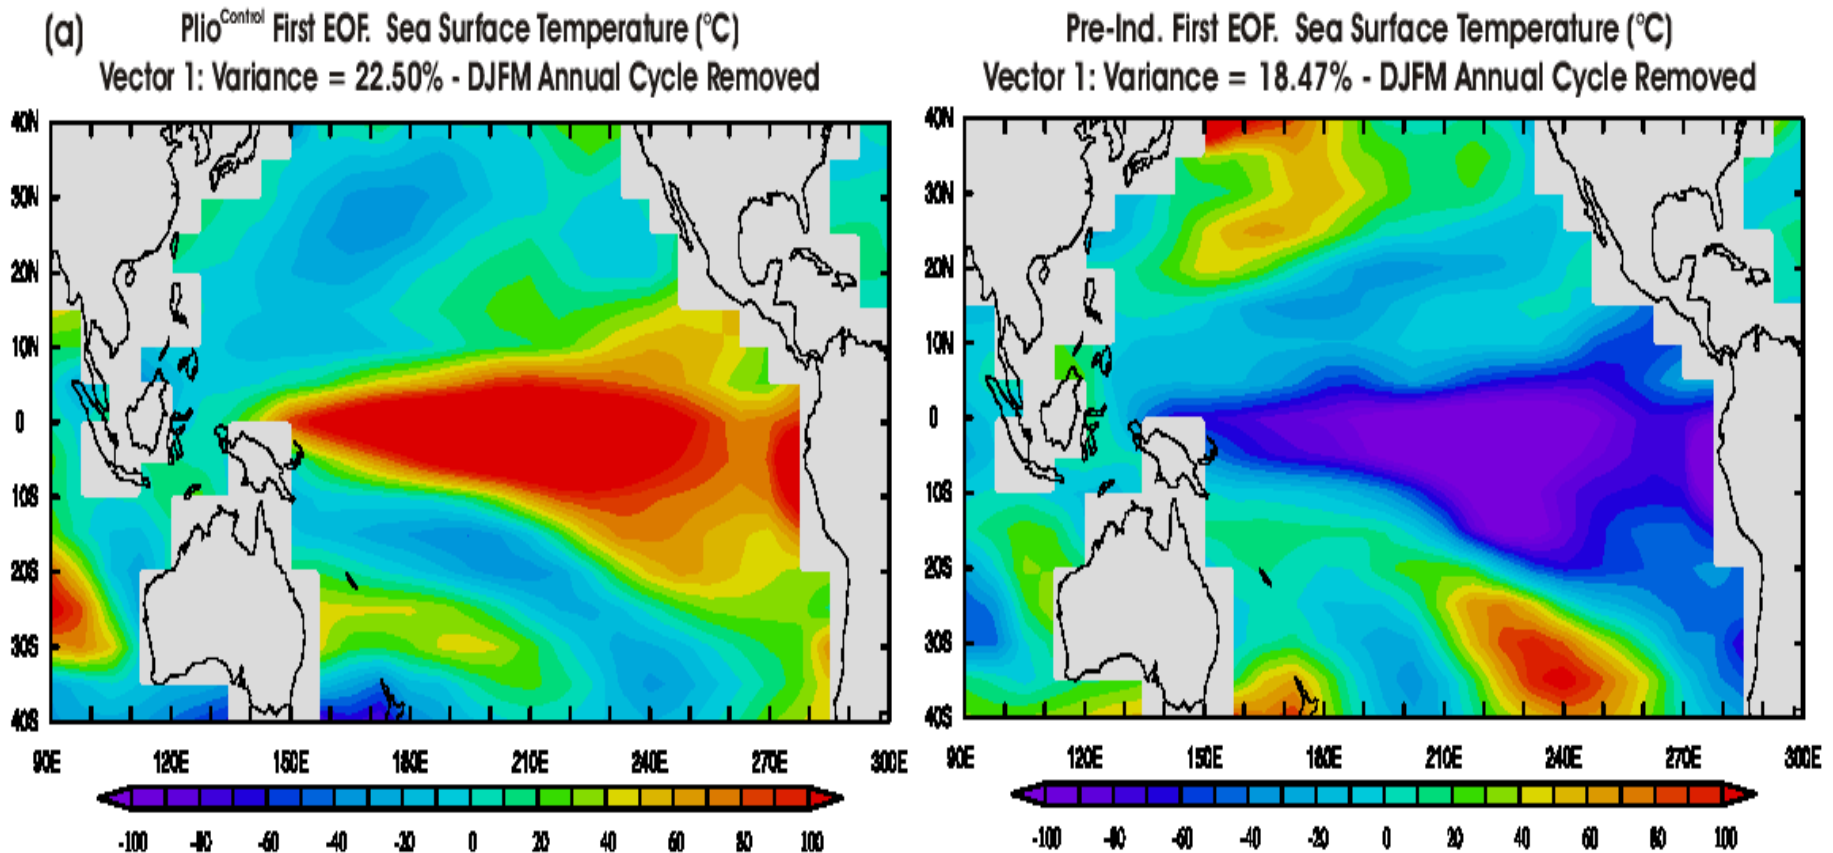 (a) Plio^Control First EOF. Sea Surface Temperature (°C)
Vector 1: Variance = 22.50% - DJFM Annual Cycle Removed
Pre-Ind. First EOF. Sea Surface Temperature (°C)
Vector 1: Variance = 18.47% - DJFM Annual Cycle Removed
40N
30N
20N
10N
0
10S
20S
30S
40S
90E 120E 150E 180E 210E 240E 270E 300E
-100 -80 -60 -40 -20 0 20 40 60 80 100
40N
30N
20N
10N
0
10S
20S
30S
40S
90E 120E 150E 180E 210E 240E 270E 300E
-100 -80 -60 -40 -20 0 20 40 60 80 100